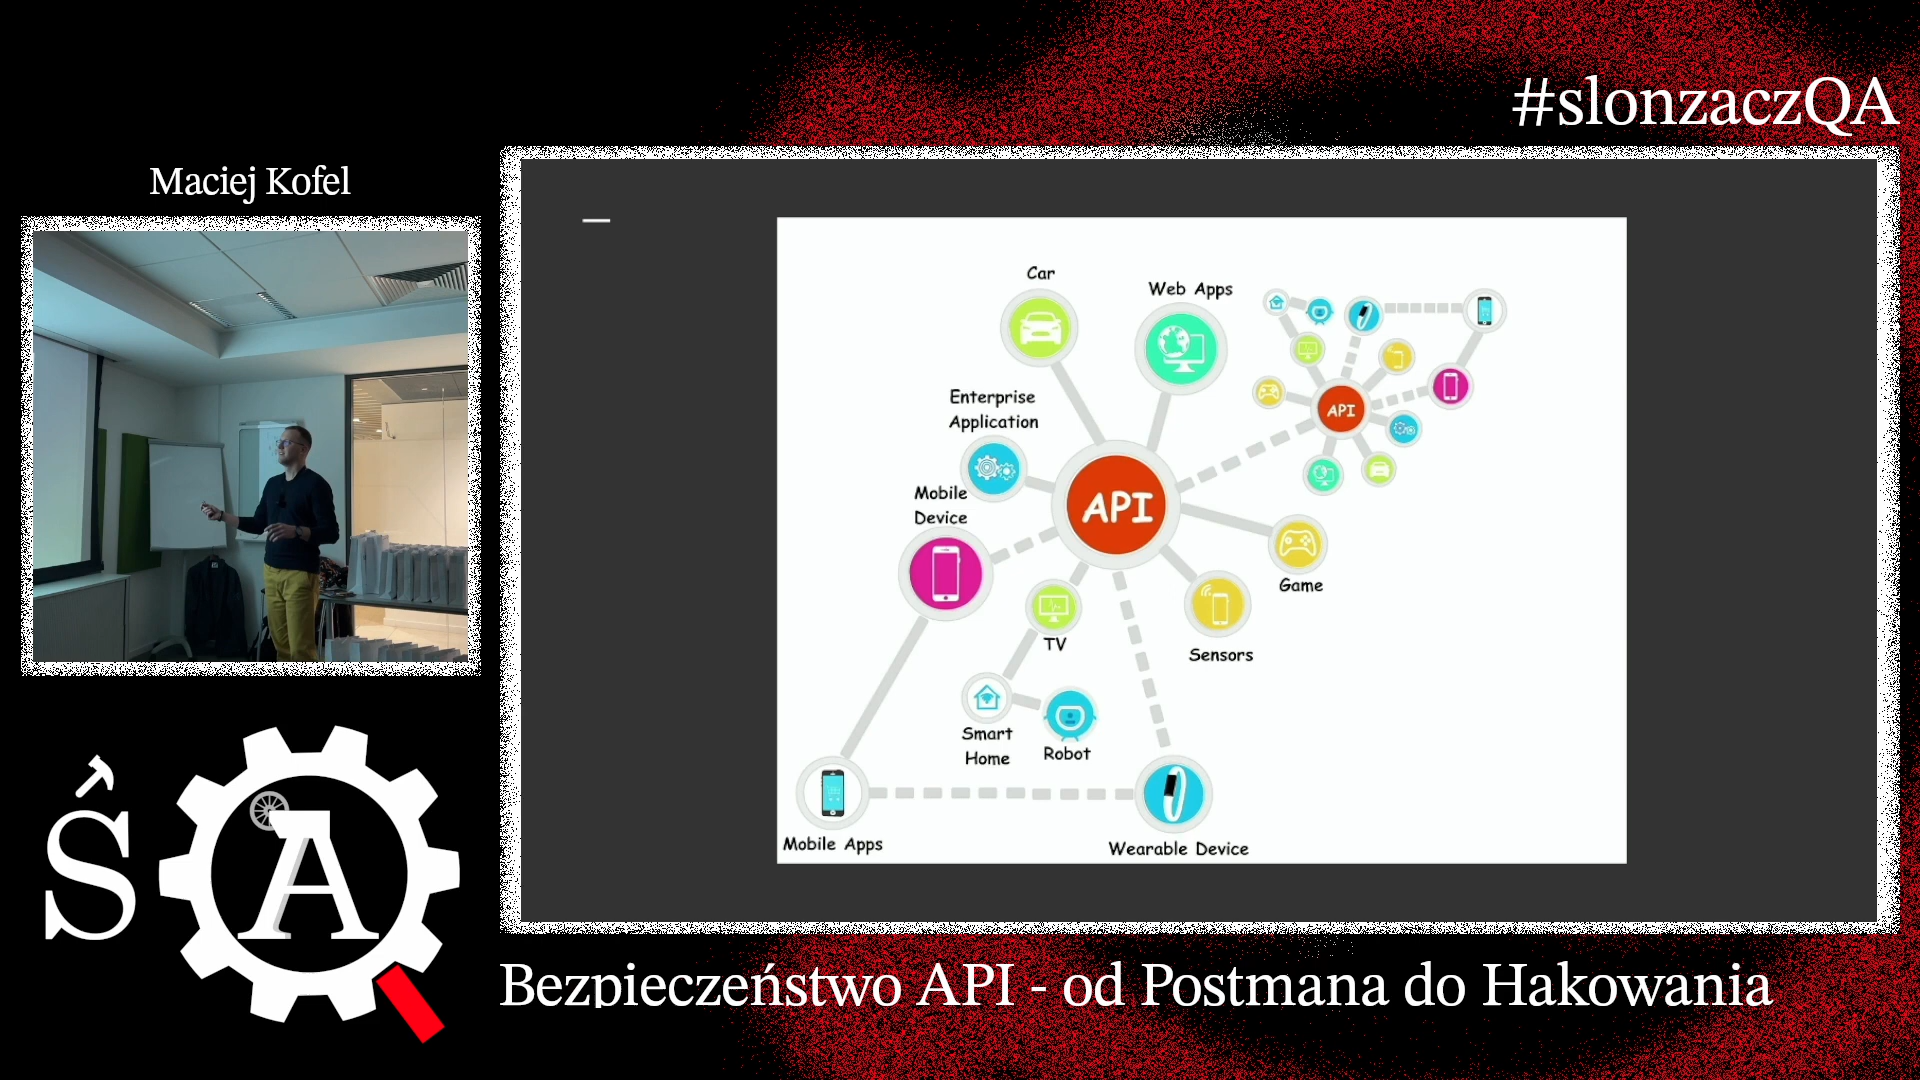 #slonzaczQA
Maciej Kofel
Car
Web Apps
Enterprise
Application
API
Mobile
Device
API
Game
TV
Sensors
Smart
Home
Robot
Mobile Apps
Wearable Device
ŚQA
Bezpieczeństwo API - od Postmana do Hakowania